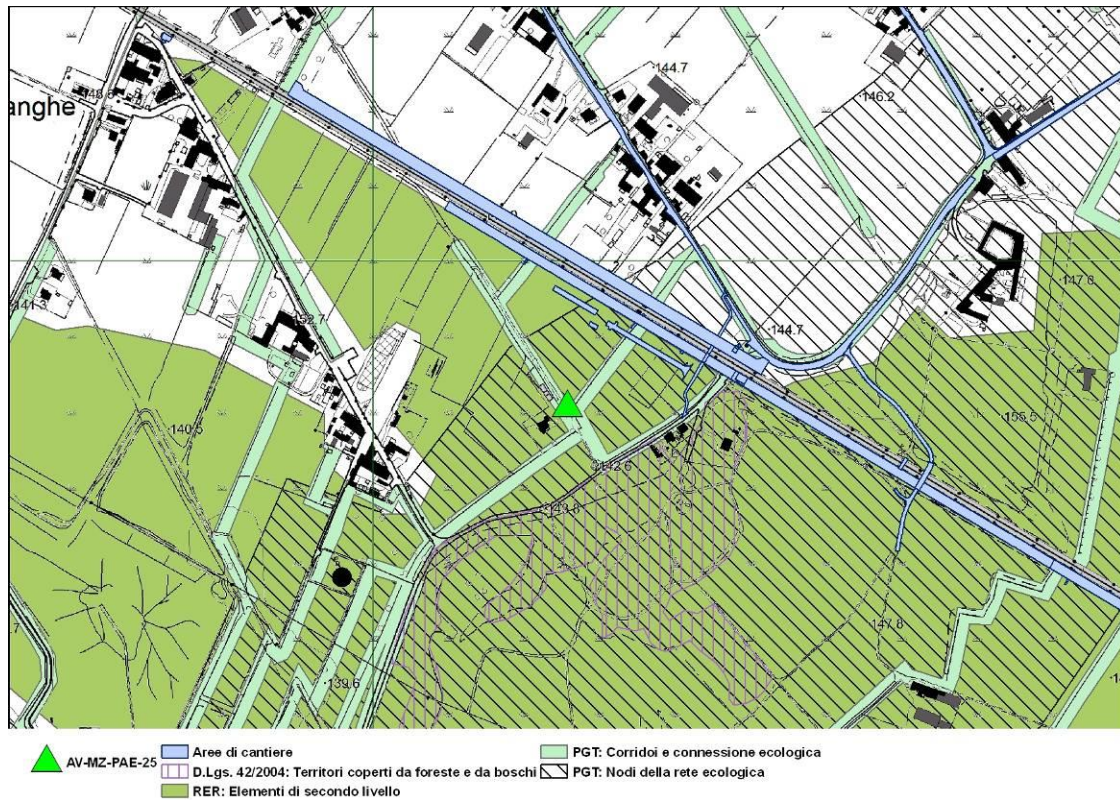 144.7
146.2
anghe
147.6
141.3
152.7
144.7
155.5
140.5
142.6
143.8
147.8
139.6
AV-MZ-PAE-25
Aree di cantiere
D.Lgs. 42/2004: Territori coperti da foreste e da boschi
RER: Elementi di secondo livello
PGT: Corridoi e connessione ecologica
PGT: Nodi della rete ecologica